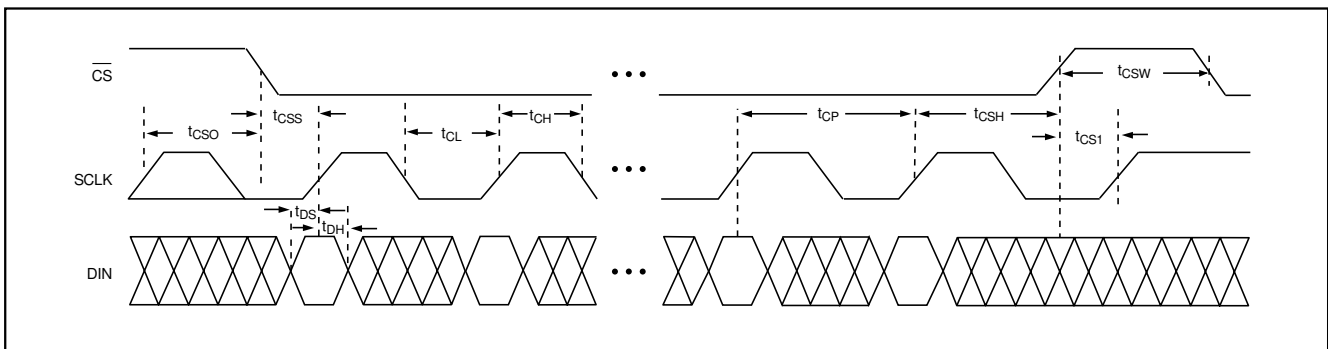 CS
tCSW
tCSS
tCH
tCSO
tCL
tCP
tCSH
tCS1
SCLK
tDS
tDH
DIN